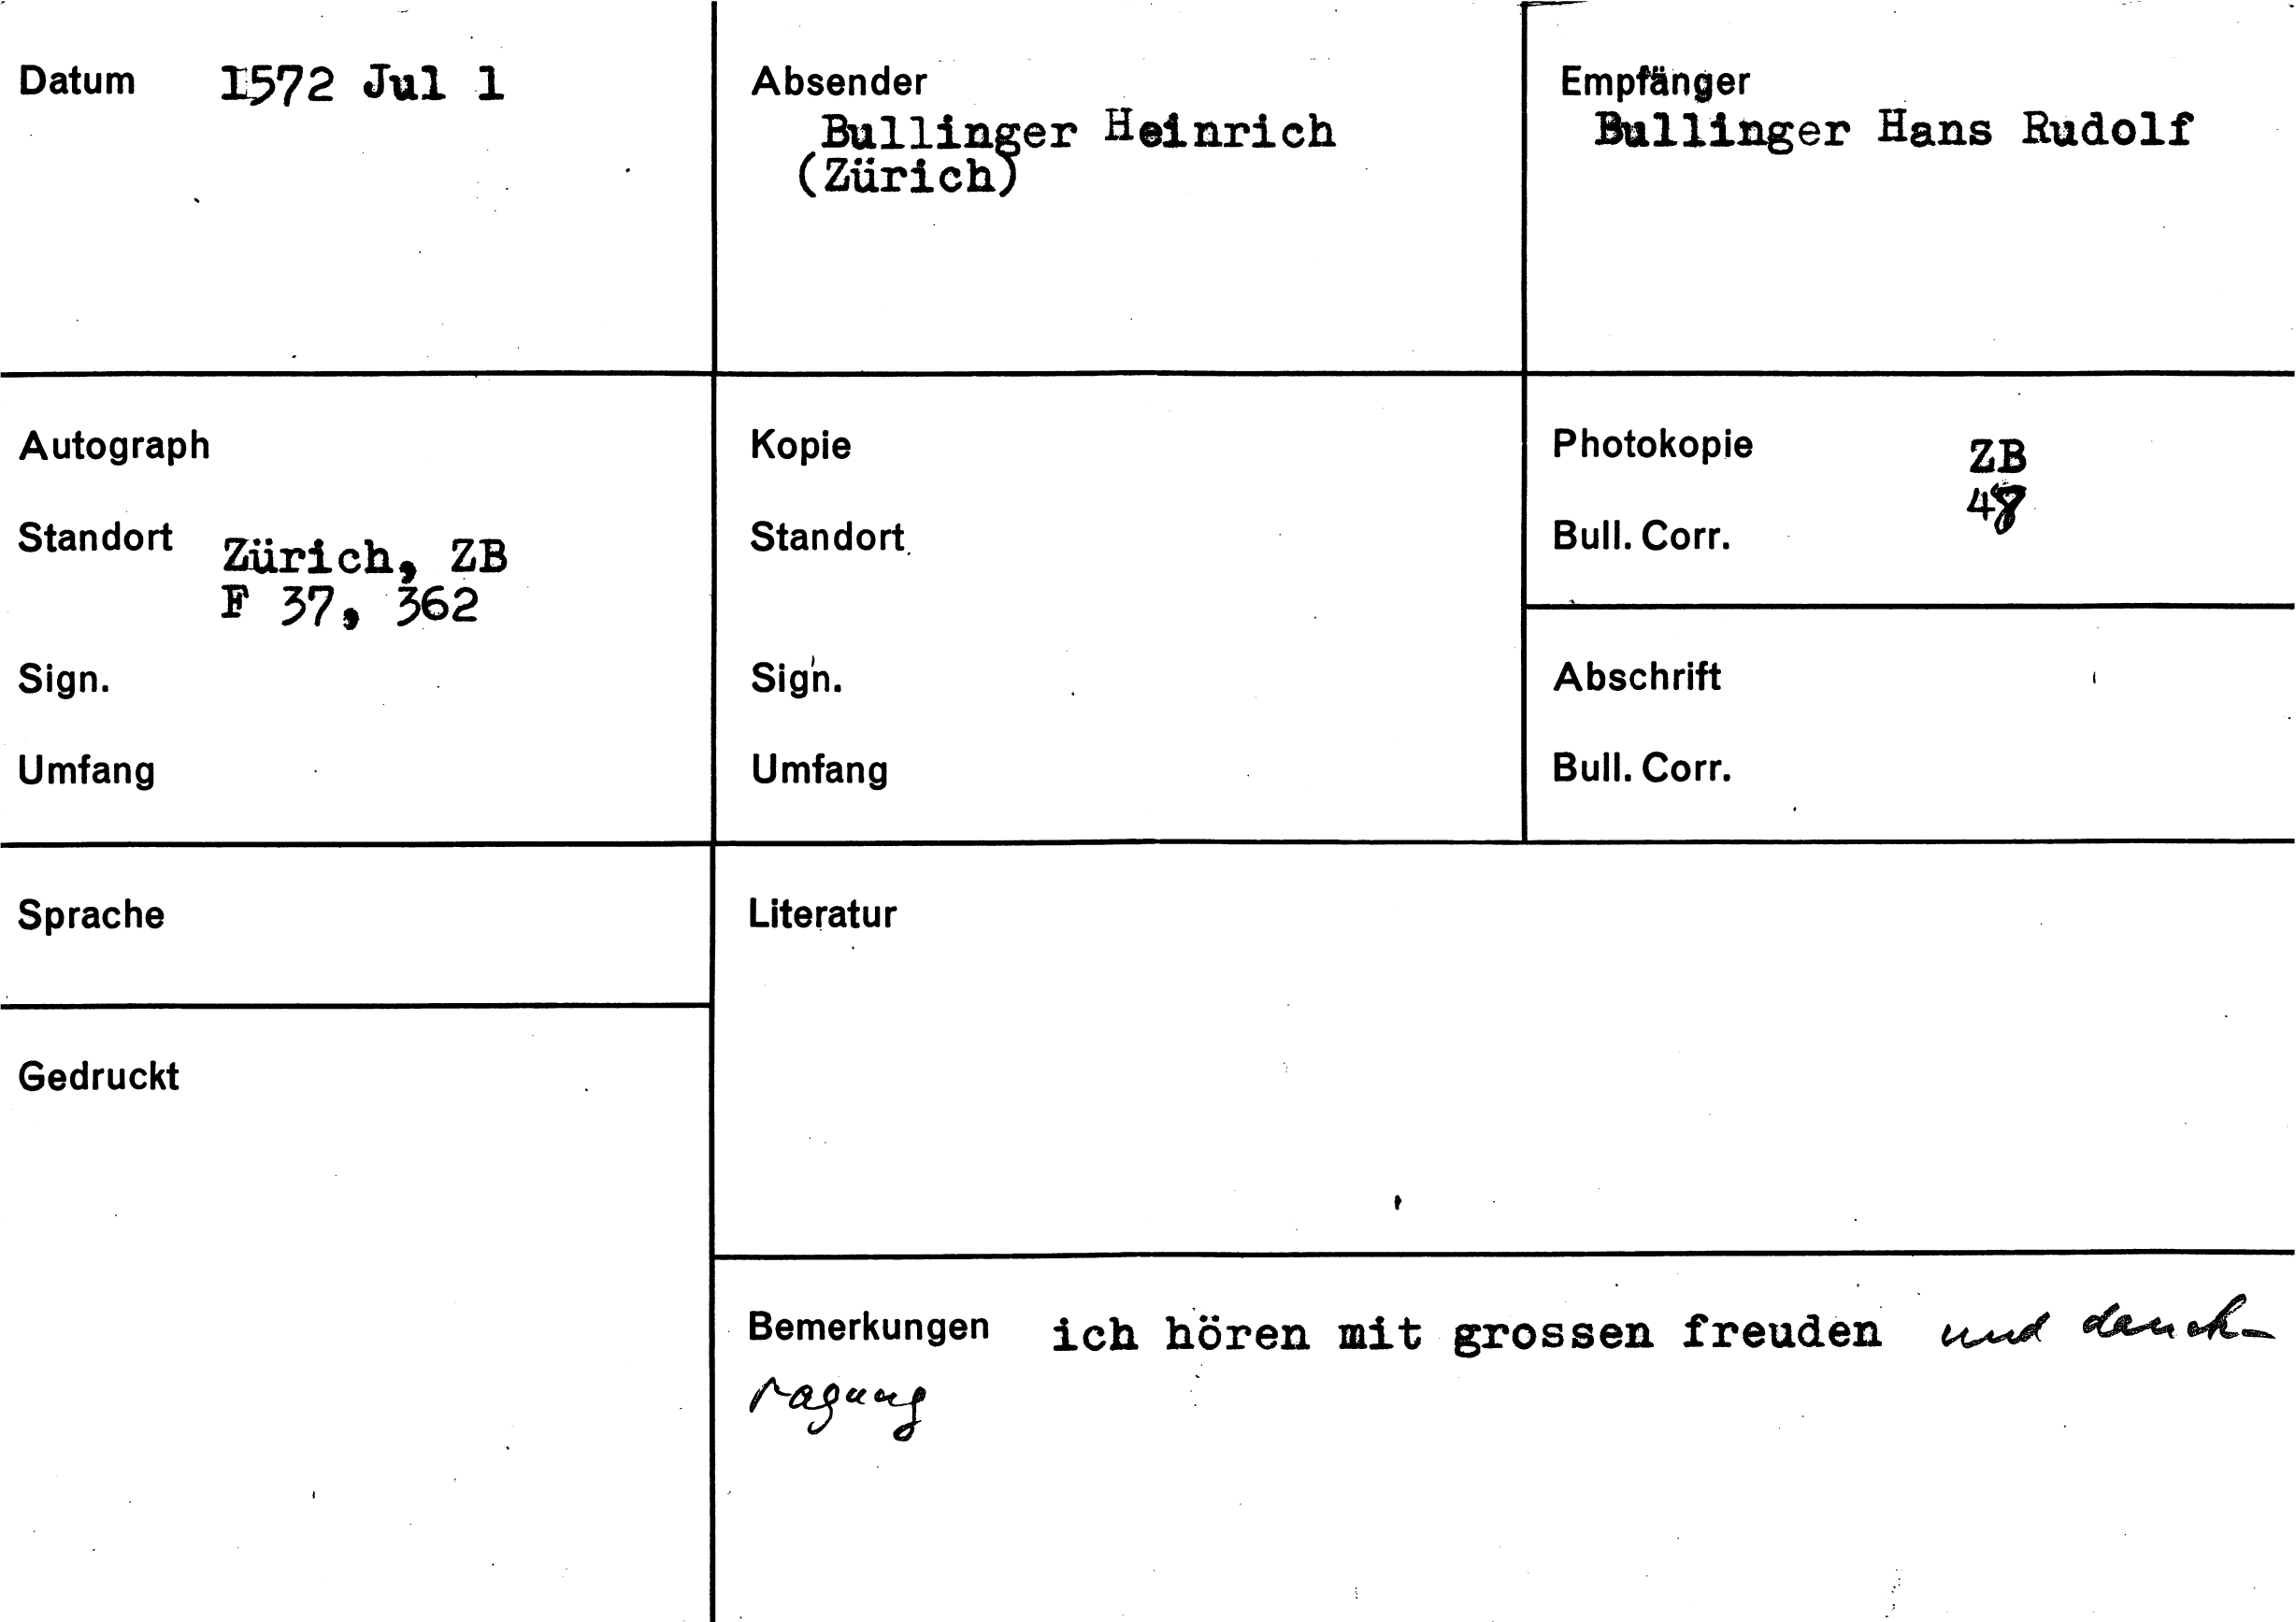 Datum 1572 Jul 1
Absender
Bullinger Heinrich
(Zürich)
Empfänger
Bullinger Hans Rudolf
Autograph
Standort Zürich, ZB
F 37, 362
Sign.
Umfang
Kopie
Standort
Sign.
Umfang
Photokopie ZB
48
Bull. Corr.
Abschrift
Bull. Corr.
Sprache
Gedruckt
Literatur
Bemerkungen ich hören mit grossen freuden und danck-
sagung